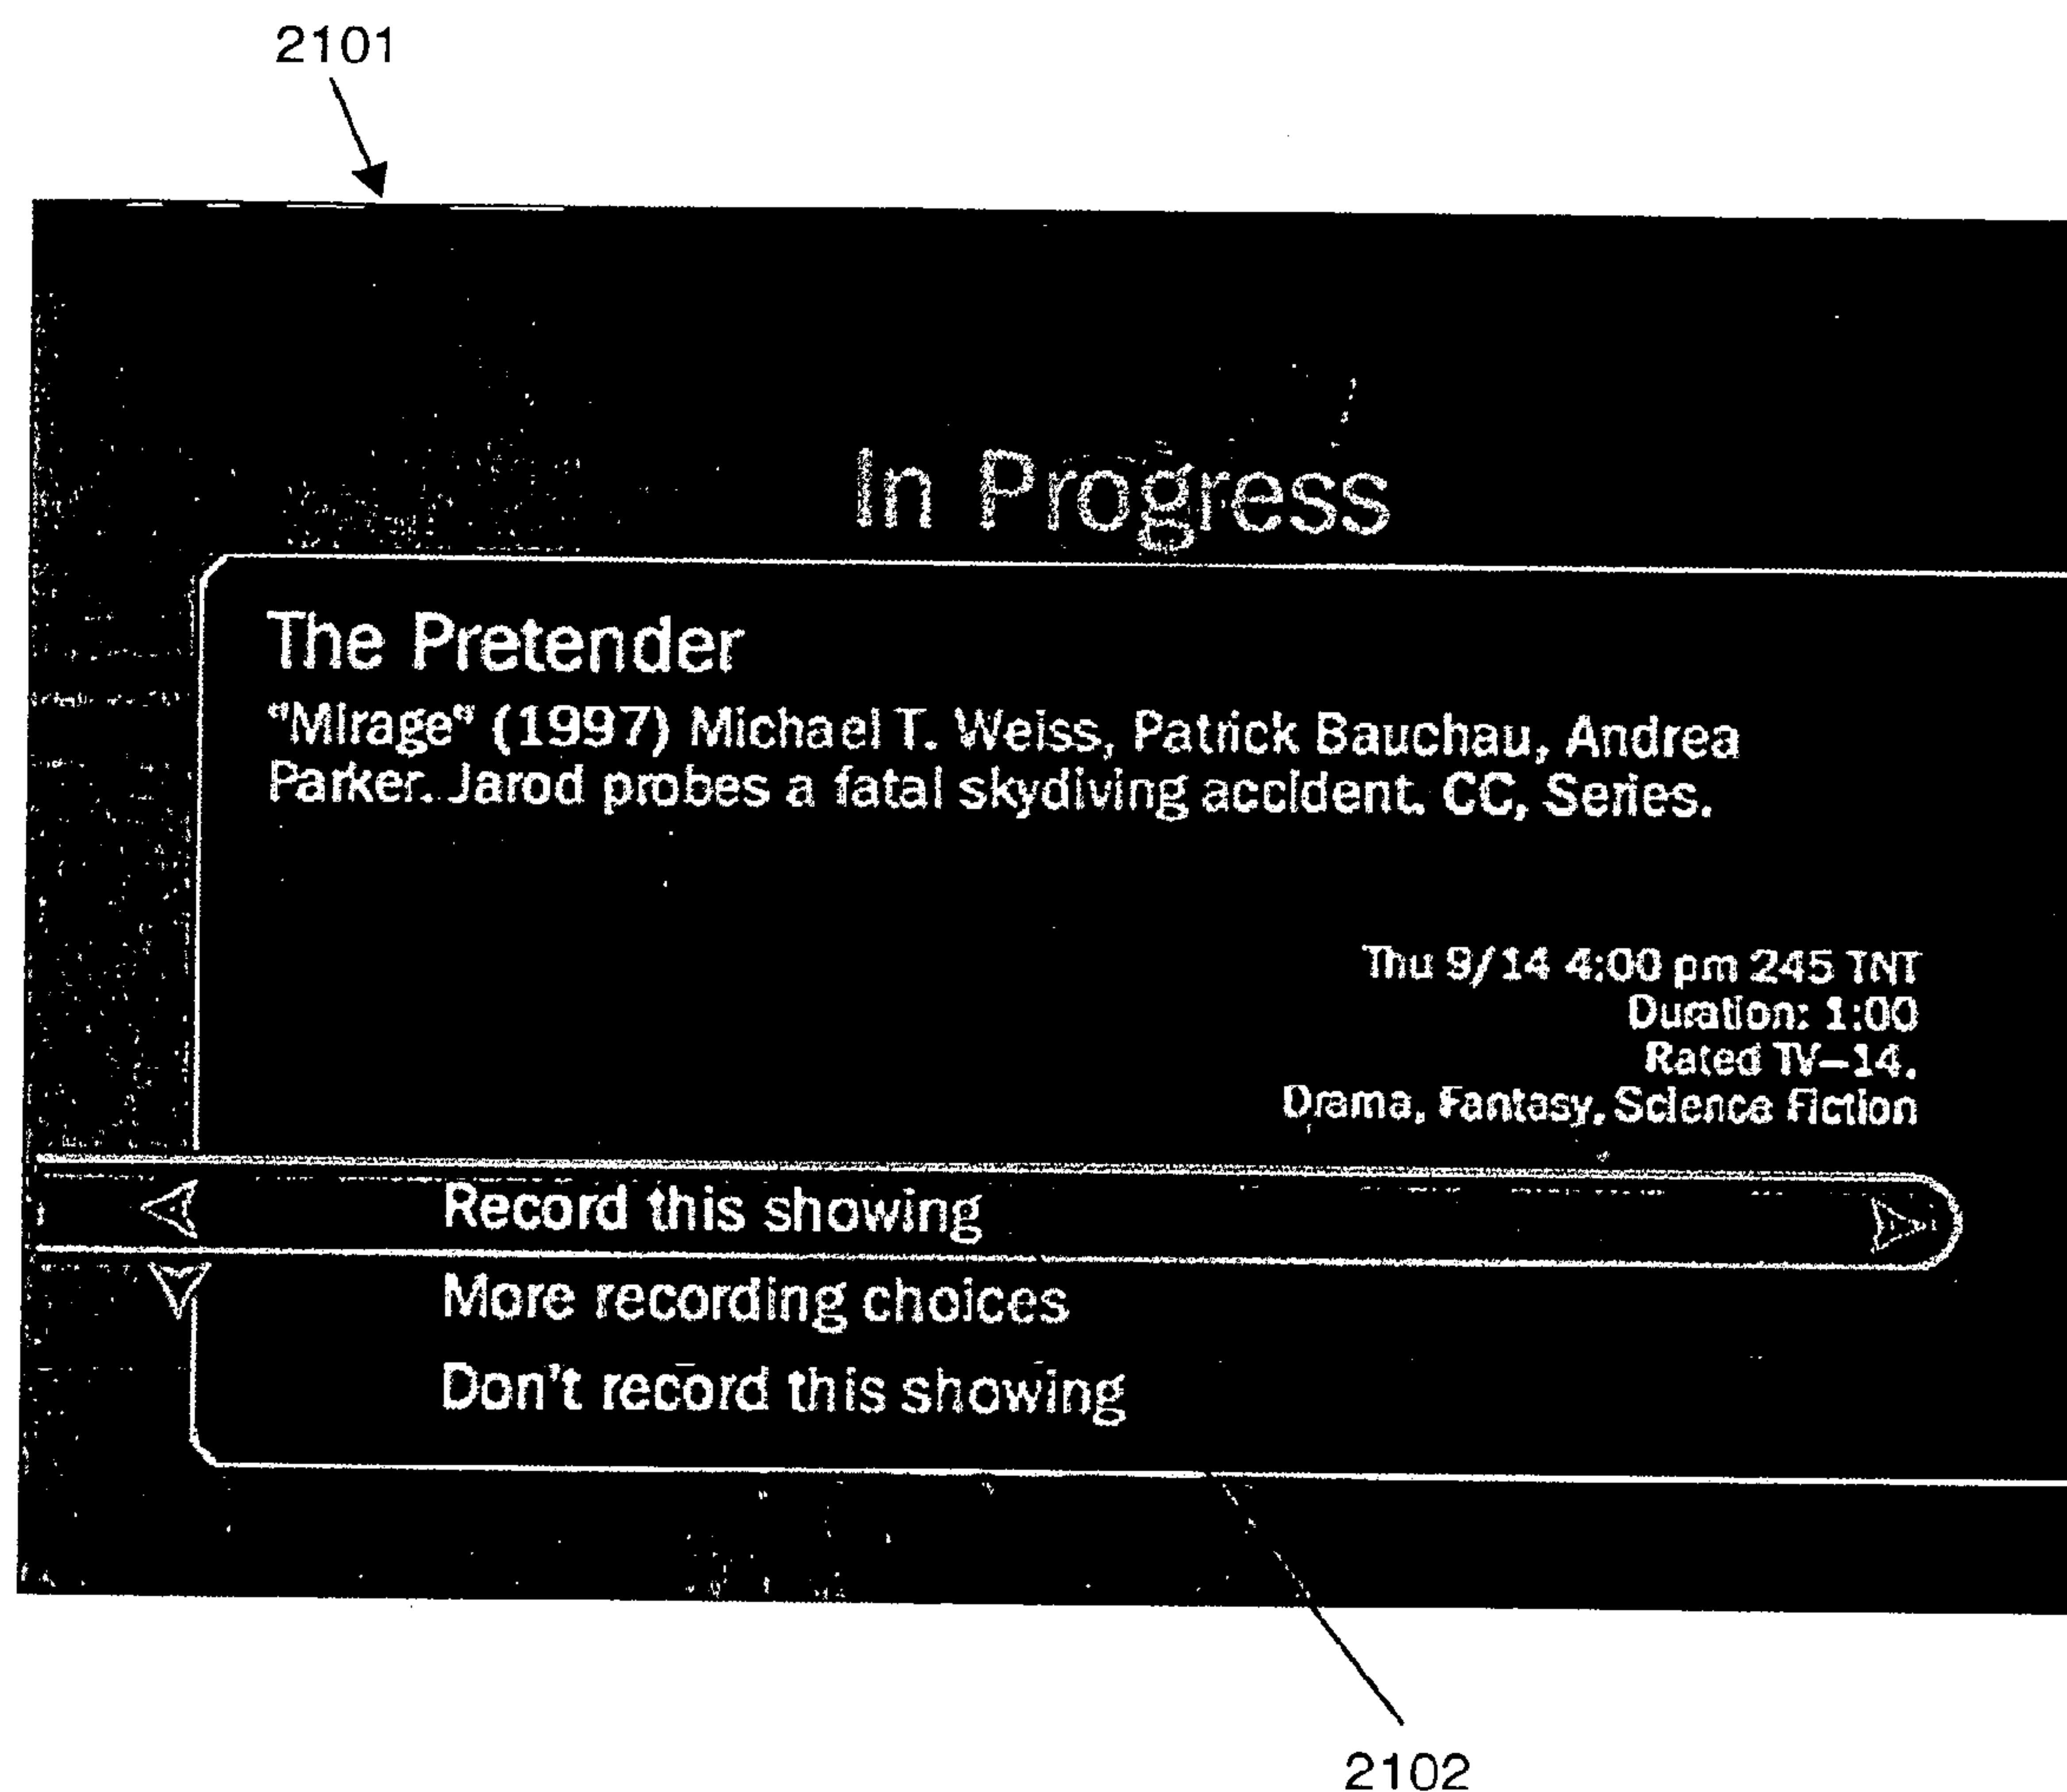 2101
In Progress
The Pretender
"Mirage" (1997) Michael T. Weiss, Patrick Bauchau, Andrea
Parker. Jarod probes a fatal skydiving accident. CC, Series.
Thu 9/14 4:00 pm 245 TNT
Duration: 1:00
Rated TV-14.
Drama, Fantasy, Science Fiction
Record this showing
More recording choices
Don't record this showing
2102